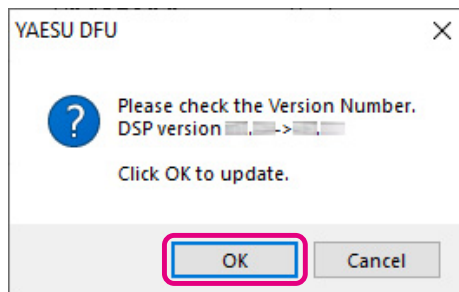 YAESU DFU
Please check the Version Number.
DSP version . -> .
Click OK to update.
OK
Cancel